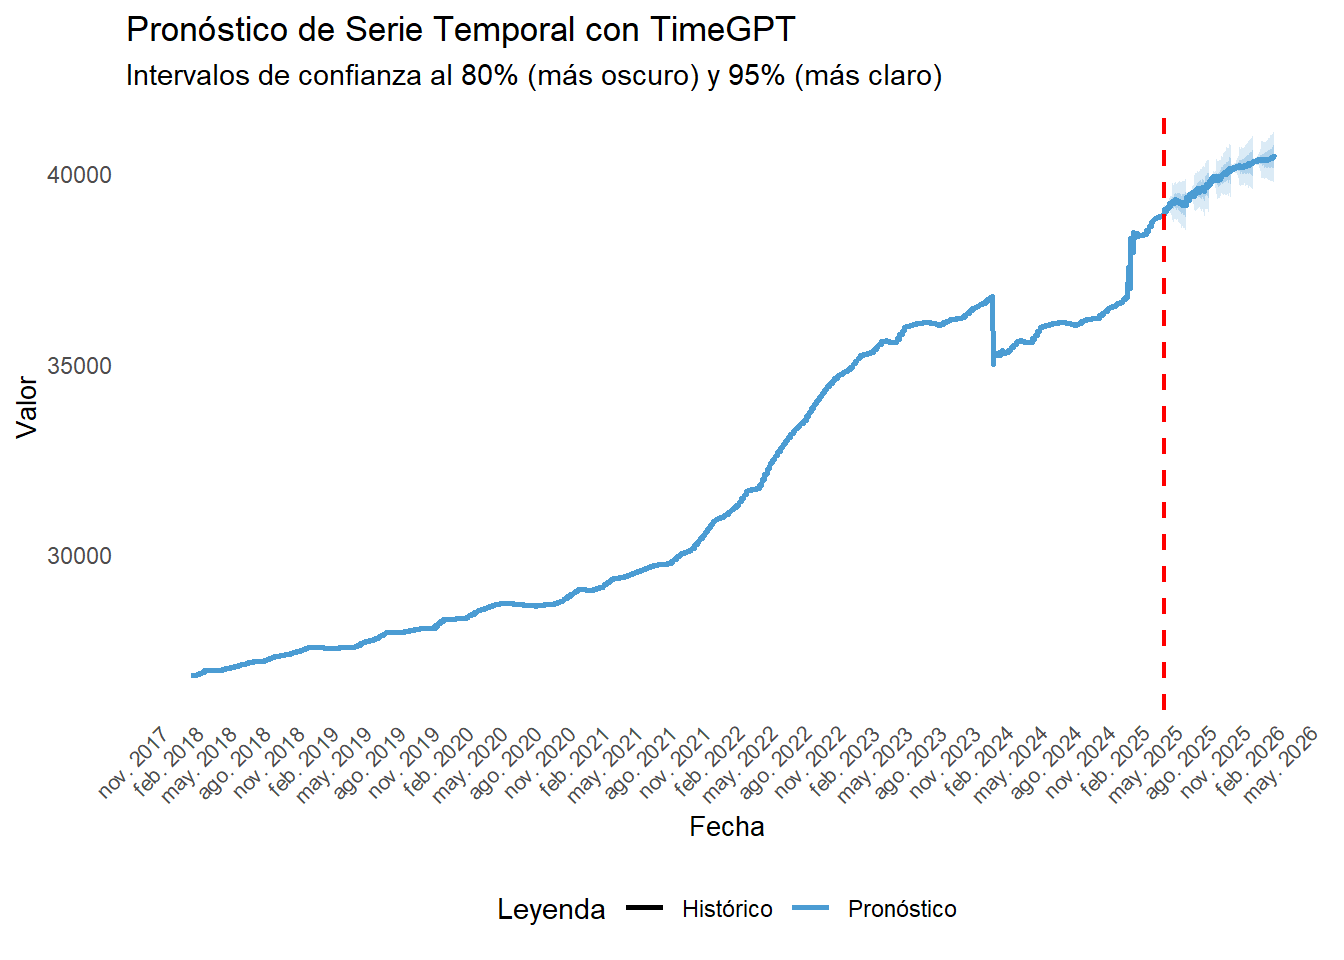 Pronóstico de Serie Temporal con TimeGPT
Intervalos de confianza al 80% (más oscuro) y 95% (más claro)
Valor
40000
35000
30000
nov. 2017
feb. 2018
may. 2018
ago. 2018
nov. 2018
feb. 2019
may. 2019
ago. 2019
nov. 2019
feb. 2020
may. 2020
ago. 2020
nov. 2020
feb. 2021
may. 2021
ago. 2021
nov. 2021
feb. 2022
may. 2022
ago. 2022
nov. 2022
feb. 2023
may. 2023
ago. 2023
nov. 2023
feb. 2024
may. 2024
ago. 2024
nov. 2024
feb. 2025
may. 2025
ago. 2025
nov. 2025
feb. 2026
may. 2026
Fecha
Leyenda Histórico Pronóstico